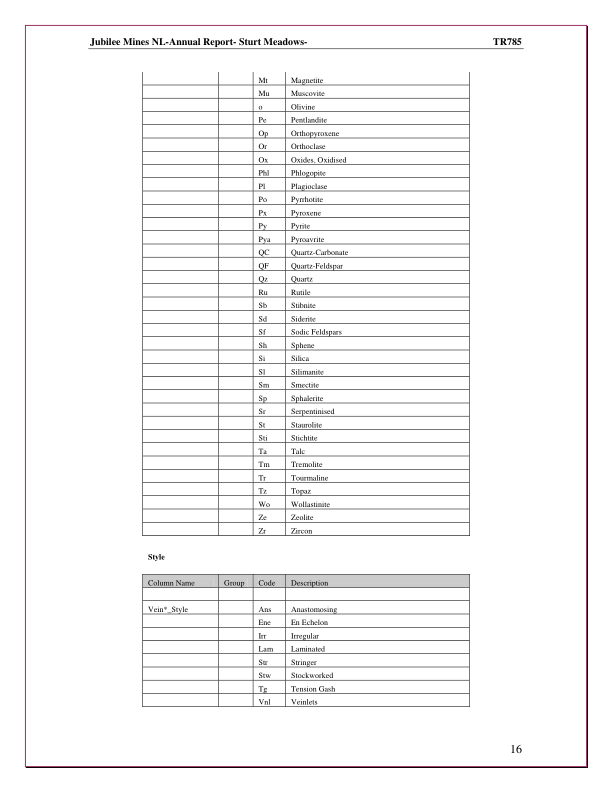 Jubilee Mines NL-Annual Report- Sturt Meadows- TR785
Mt Magnetite
Mu Muscovite
o Olivine
Pe Pentlandite
Op Orthopyroxene
Or Orthoclase
Ox Oxides, Oxidised
Phl Phlogopite
Pl Plagioclase
Po Pyrrhotite
Px Pyroxene
Py Pyrite
Pya Pyroavrite
QC Quartz-Carbonate
QF Quartz-Feldspar
Qz Quartz
Ru Rutile
Sb Stibnite
Sd Siderite
Sf Sodic Feldspars
Sh Sphene
Si Silica
Sl Silimanite
Sm Smectite
Sp Sphalerite
Sr Serpentinised
St Staurolite
Sti Stichtite
Ta Talc
Tm Tremolite
Tr Tourmaline
Tz Topaz
Wo Wollastinite
Ze Zeolite
Zr Zircon
Style
Column Name Group Code Description
Vein*_Style Ans Anastomosing
Ene En Echelon
Irr Irregular
Lam Laminated
Str Stringer
Stw Stockworked
Tg Tension Gash
Vnl Veinlets
16